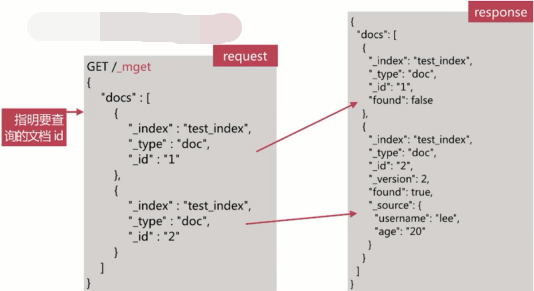 request
GET /_mget
{
"docs" : [
{
"_index" : "test_index",
"_type" : "doc",
"_id" : "1"
},
{
"_index" : "test_index",
"_type" : "doc",
"_id" : "2"
}
]
}
指明要查
询的文档 id
response
{
"docs": [
{
"_index": "test_index",
"_type": "doc",
"_id": "1",
"found": false
},
{
"_index": "test_index",
"_type": "doc",
"_id": "2",
"_version": 2,
"found": true,
"_source": {
"username": "lee",
"age": "20"
}
}
]
}